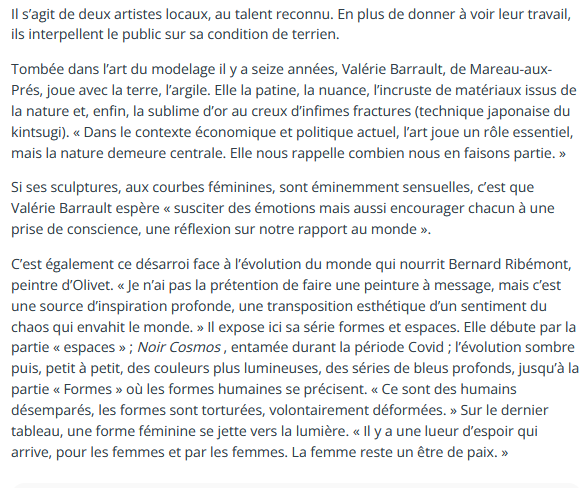 Il s’agit de deux artistes locaux, au talent reconnu. En plus de donner à voir leur travail,
ils interpellent le public sur sa condition de terrien.
Tombée dans l’art du modelage il y a seize années, Valérie Barrault, de Mareau-aux-
Prés, joue avec la terre, l’argile. Elle la patine, la nuance, l’incruste de matériaux issus de
la nature et, enfin, la sublime d’or au creux d’infimes fractures (technique japonaise du
kintsugi). « Dans le contexte économique et politique actuel, l’art joue un rôle essentiel,
mais la nature demeure centrale. Elle nous rappelle combien nous en faisons partie. »
Si ses sculptures, aux courbes féminines, sont éminemment sensuelles, c’est que
Valérie Barrault espère « susciter des émotions mais aussi encourager chacun à une
prise de conscience, une réflexion sur notre rapport au monde ».
C’est également ce désarroi face à l’évolution du monde qui nourrit Bernard Ribémont,
peintre d’Olivet. « Je n’ai pas la prétention de faire une peinture à message, mais c’est
une source d’inspiration profonde, une transposition esthétique d’un sentiment du
chaos qui envahit le monde. » Il expose ici sa série formes et espaces. Elle débute par la
partie « espaces » ; Noir Cosmos , entamée durant la période Covid ; l’évolution sombre
puis, petit à petit, des couleurs plus lumineuses, des séries de bleus profonds, jusqu’à la
partie « Formes » où les formes humaines se précisent. « Ce sont des humains
désemparés, les formes sont torturées, volontairement déformées. » Sur le dernier
tableau, une forme féminine se jette vers la lumière. « Il y a une lueur d’espoir qui
arrive, pour les femmes et par les femmes. La femme reste un être de paix. »